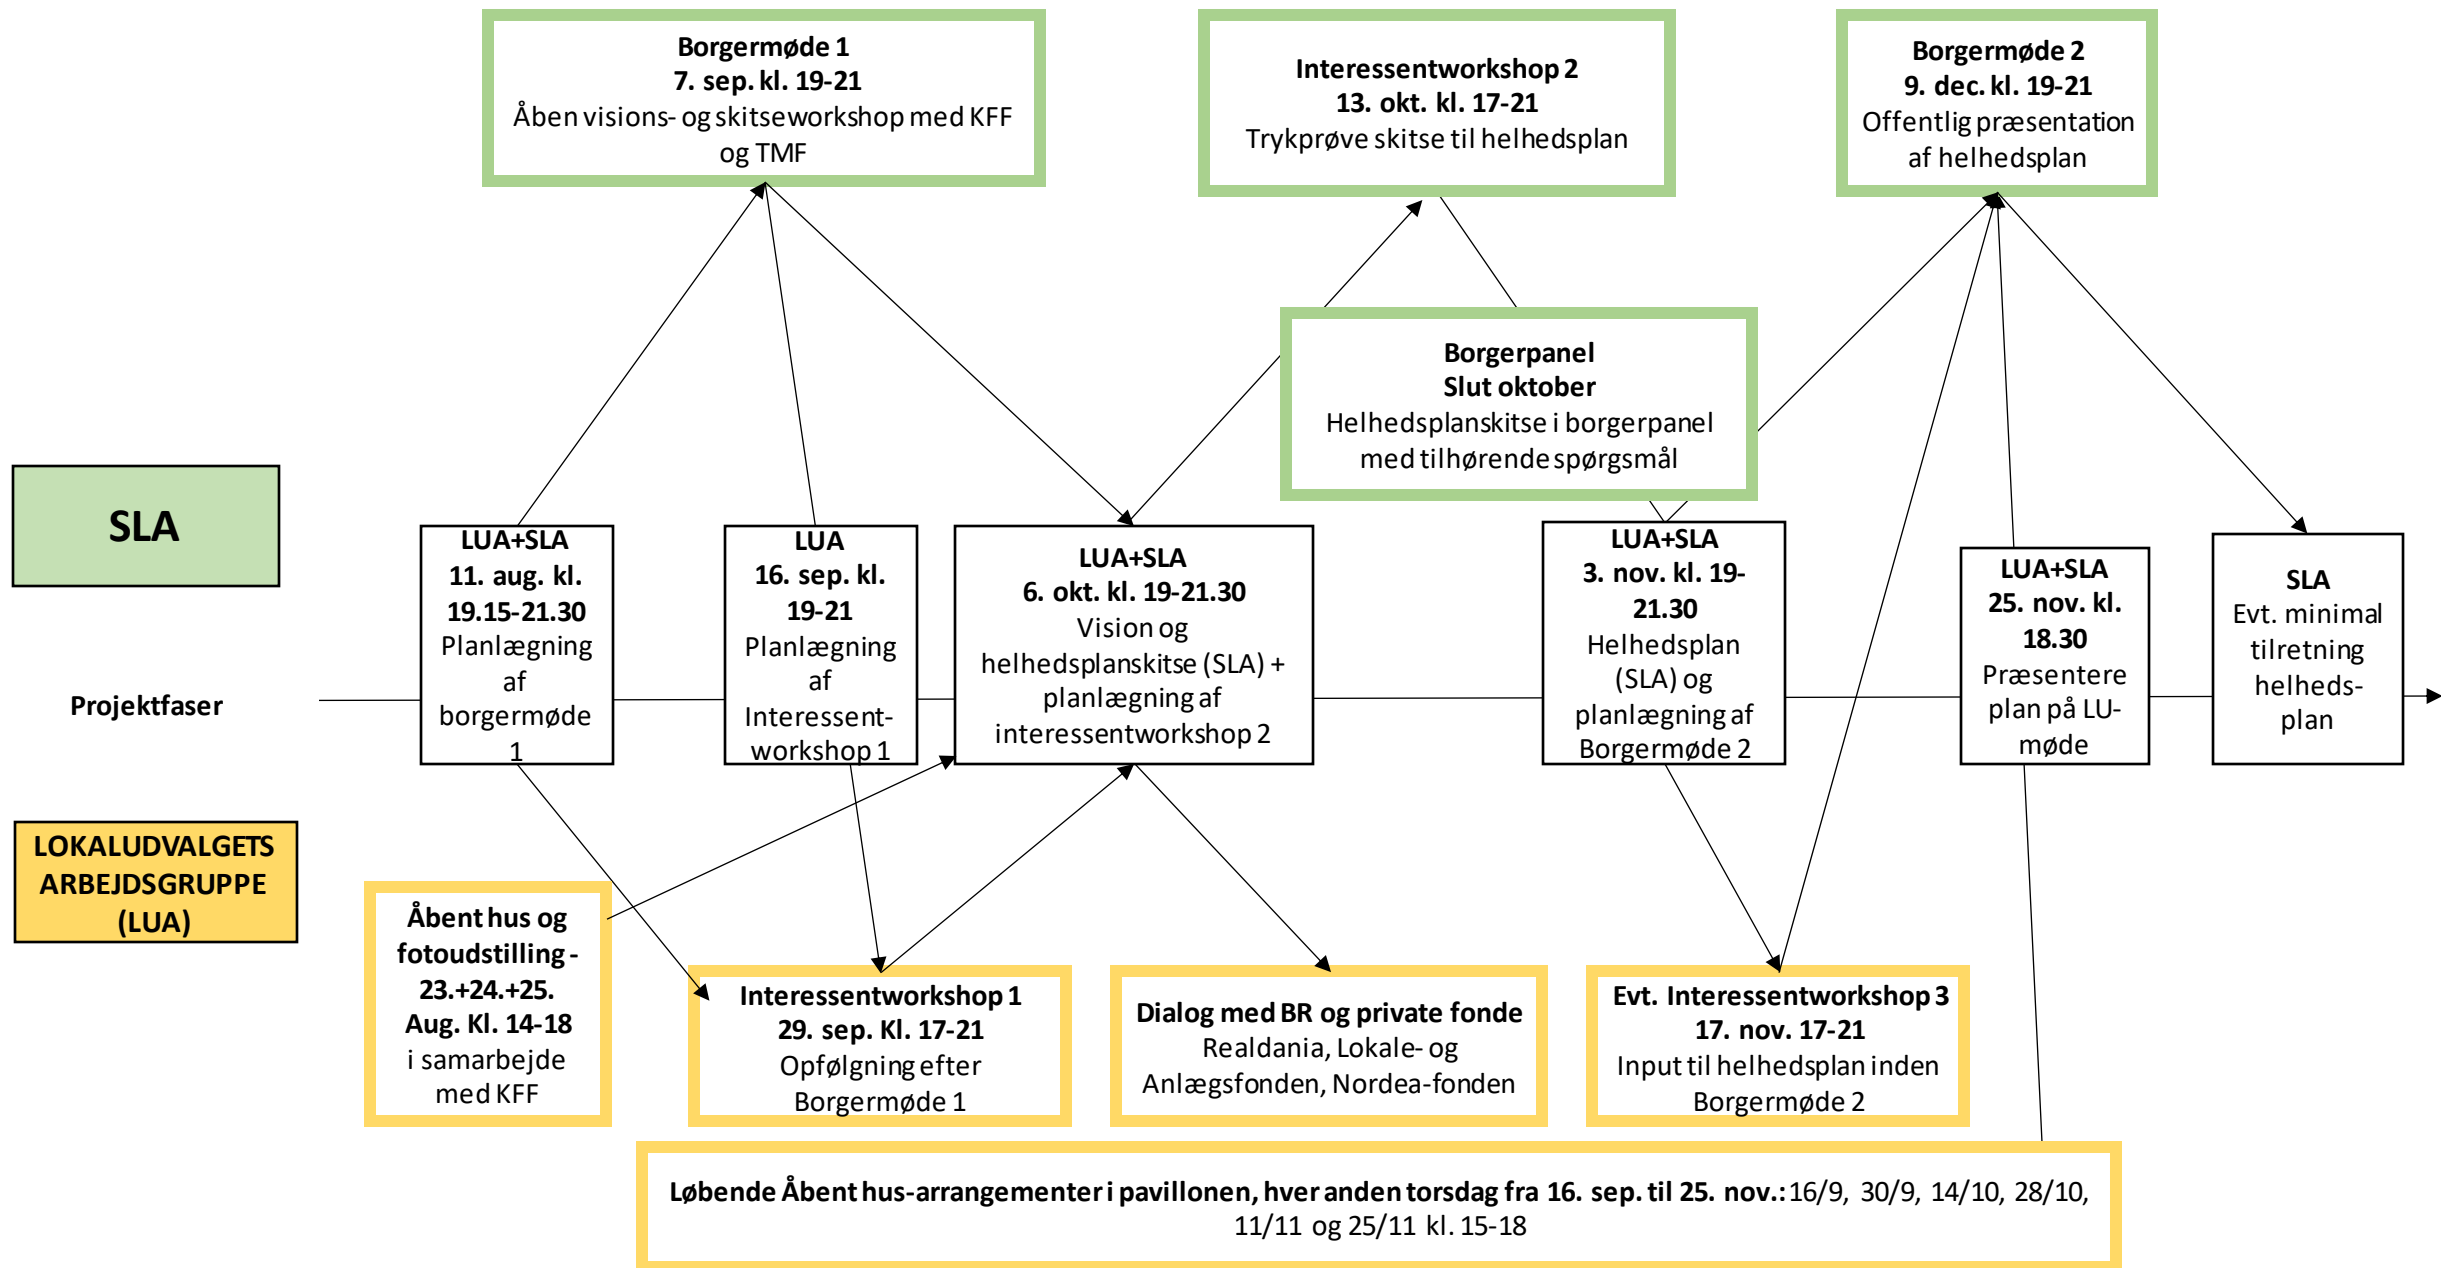 Borgermøde 1
7. sep. kl. 19-21
Åben visions- og skitseworkshop med KFF
og TMF
Interessentworkshop 2
13. okt. kl. 17-21
Trykprøve skitse til helhedsplan
Borgermøde 2
9. dec. kl. 19-21
Offentlig præsentation
af helhedsplan
Borgerpanel
Slut oktober
Helhedsplanskitse i borgerpanel
med tilhørende spørgsmål
SLA
LUA+SLA
11. aug. kl.
19.15-21.30
Planlægning
af
borgermøde
1
LUA
16. sep. kl.
19-21
Planlægning
af
Interessent-
workshop 1
LUA+SLA
6. okt. kl. 19-21.30
Vision og
helhedsplanskitse (SLA) +
planlægning af
interessentworkshop 2
LUA+SLA
3. nov. kl. 19-
21.30
Helhedsplan
(SLA) og
planlægning af
Borgermøde 2
LUA+SLA
25. nov. kl.
18.30
Præsentere
plan på LU-
møde
SLA
Evt. minimal
tilretning
helheds-
plan
Projektfaser
LOKALUDVALGETS
ARBEJDSGRUPPE
(LUA)
Åbent hus og
fotoudstilling -
23.+24.+25.
Aug. Kl. 14-18
i samarbejde
med KFF
Interessentworkshop 1
29. sep. Kl. 17-21
Opfølgning efter
Borgermøde 1
Dialog med BR og private fonde
Realdania, Lokale- og
Anlægsfonden, Nordea-fonden
Evt. Interessentworkshop 3
17. nov. 17-21
Input til helhedsplan inden
Borgermøde 2
Løbende Åbent hus-arrangementer i pavillonen, hver anden torsdag fra 16. sep. til 25. nov.: 16/9, 30/9, 14/10, 28/10,
11/11 og 25/11 kl. 15-18